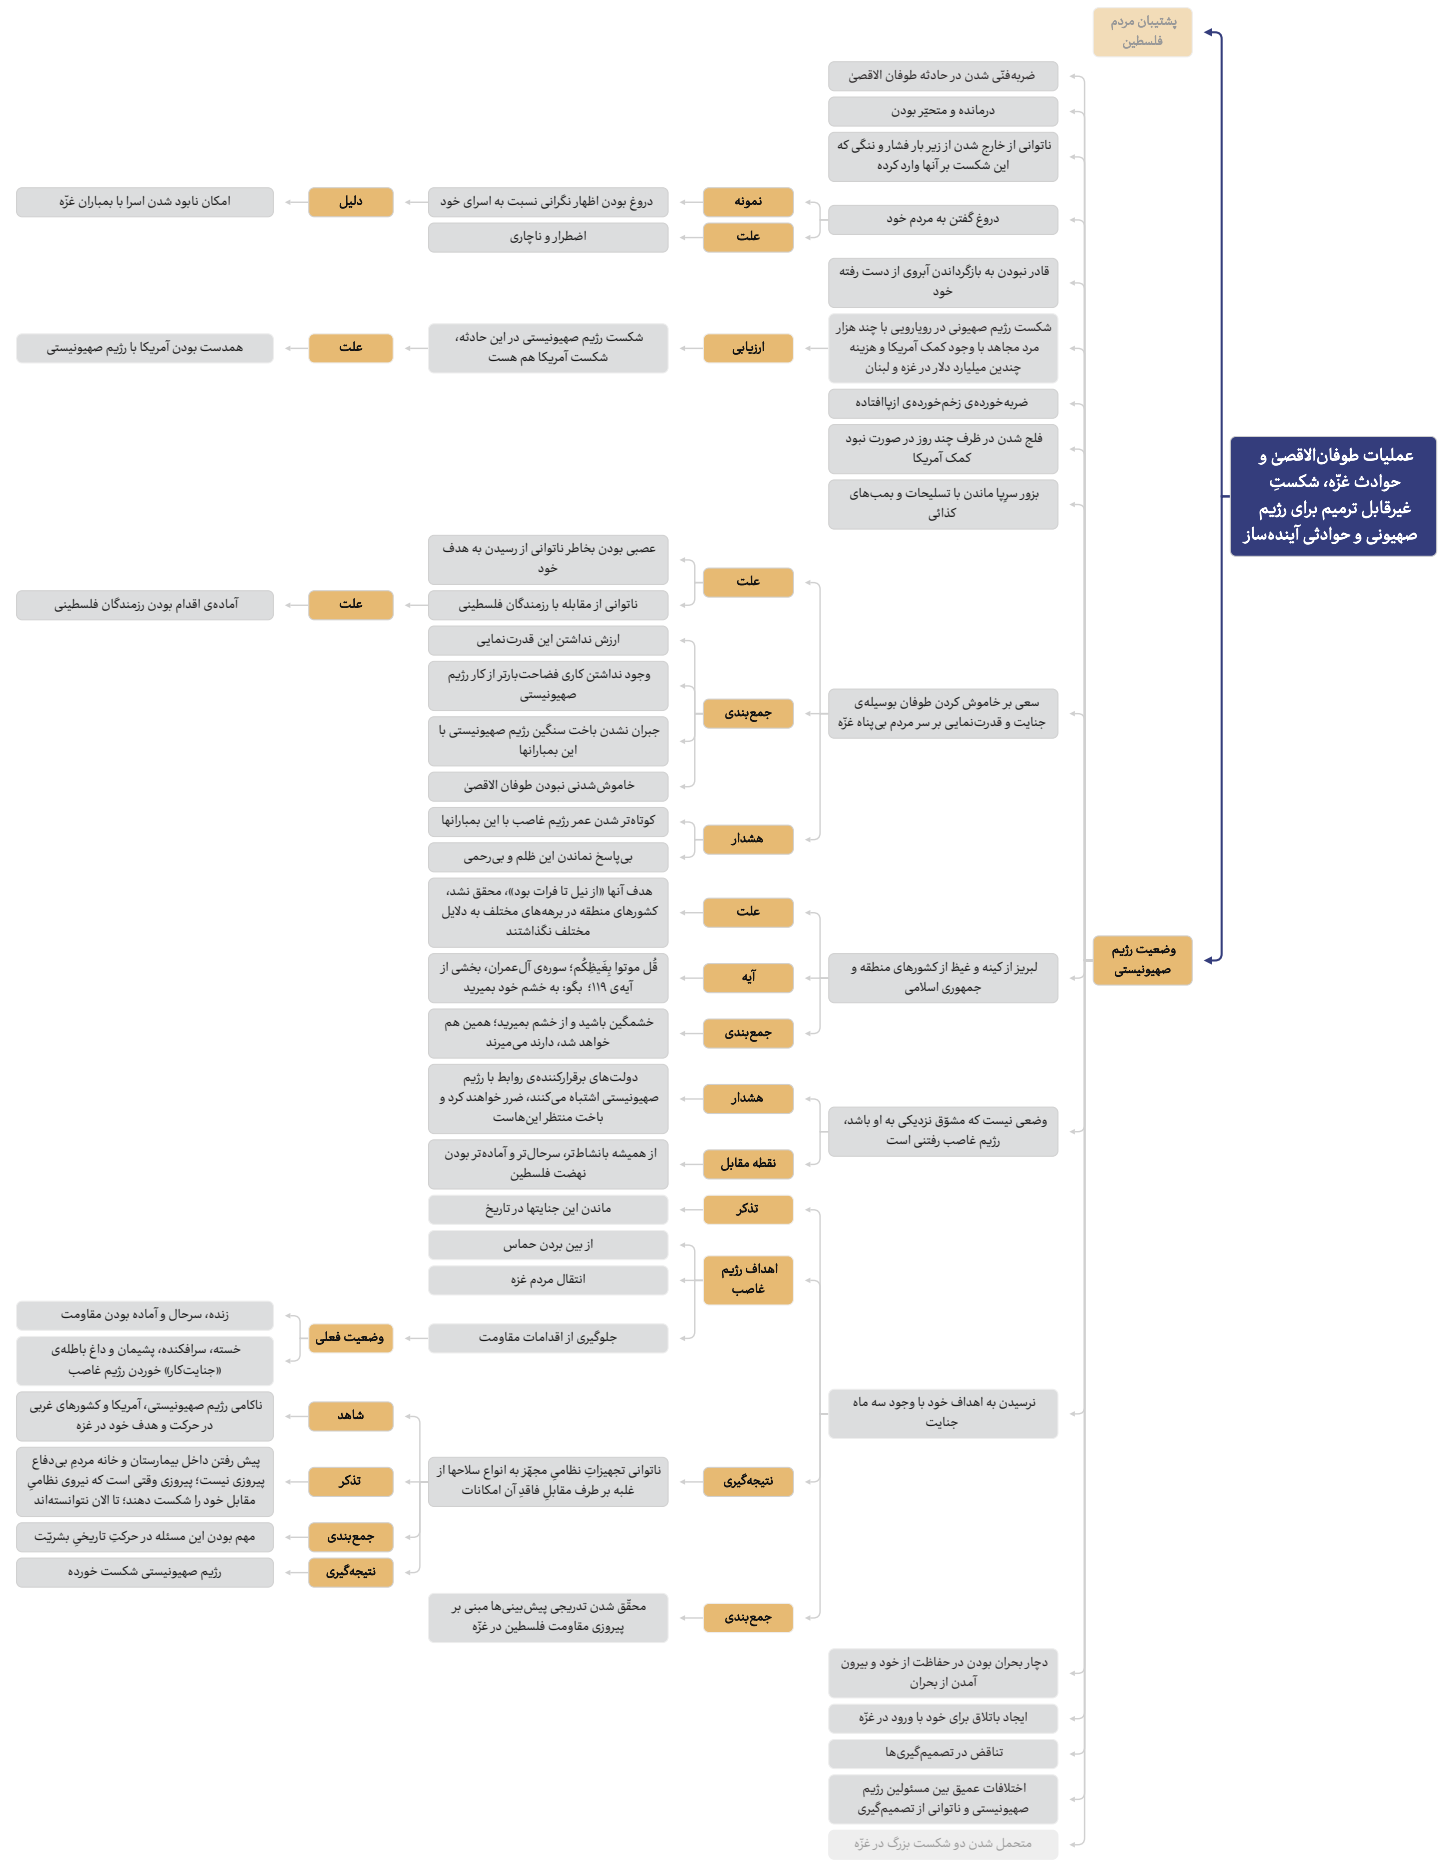 عملیات طوفان‌الاقصیٰ و
حوادث غزّه، شکستِ
غیرقابل ترمیم برای رژیم
صهیونی و حوادثی آینده‌ساز
پشتیبان مردم
فلسطین
وضعیت رژیم
صهیونیستی
ضربه‌فنّی شدن در حادثه طوفان الاقصیٰ
درمانده و متحیّر بودن
ناتوانی از خارج شدن از زیر بار فشار و ننگی که
این شکست بر آنها وارد کرده
دروغ گفتن به مردم خود
نمونه
دروغ بودن اظهار نگرانی نسبت به اسرای خود
دلیل
امکان نابود شدن اسرا با بمباران غزّه
علت
اضطرار و ناچاری
قادر نبودن به بازگرداندن آبروی از دست رفته
خود
شکست رژیم صهیونی در رویارویی با چند هزار
مرد مجاهد با وجود کمک آمریکا و هزینه
چندین میلیارد دلار در غزه و لبنان
ارزیابی
شکست رژیم صهیونیستی در این حادثه،
شکست آمریکا هم هست
علت
همدست بودن آمریکا با رژیم صهیونیستی
ضربه‌خورده‌ی زخم‌خورده‌ی ازپاافتاده
فلج شدن در ظرف چند روز در صورت نبود
کمک آمریکا
بزور سرِپا ماندن با تسلیحات و بمب‌های
کذائی
سعی بر خاموش کردن طوفان بوسیله‌ی
جنایت و قدرت‌نمایی بر سر مردم بی‌پناه غزّه
علت
عصبی بودن بخاطر ناتوانی از رسیدن به هدف
خود
ناتوانی از مقابله با رزمندگان فلسطینی
علت
آماده‌ی اقدام بودن رزمندگان فلسطینی
جمع‌بندی
ارزش نداشتن این قدرت‌نمایی
وجود نداشتن کاری فضاحت‌بارتر از کار رژیم
صهیونیستی
جبران نشدن باخت سنگین رژیم صهیونیستی با
این بمبارانها
خاموش‌شدنی نبودن طوفان الاقصیٰ
هشدار
کوتاه‌تر شدن عمر رژیم غاصب با این بمبارانها
بی‌پاسخ نماندن این ظلم و بی‌رحمی
لبریز از کینه و غیظ از کشورهای منطقه و
جمهوری اسلامی
علت
هدف آنها «از نیل تا فرات بود»، محقق نشد،
کشورهای منطقه در برهه‌های مختلف به دلایل
مختلف نگذاشتند
آیه
قُل موتوا بِغَیظِکُم؛ سوره‌ی آل‌عمران، بخشی از
آیه‌ی ۱۱۹؛ بگو: به خشم خود بمیرید
جمع‌بندی
خشمگین باشید و از خشم بمیرید؛ همین هم
خواهد شد، دارند می‌میرند
وضعی نیست که مشوّق نزدیکی به او باشد،
رژیم غاصب رفتنی است
هشدار
دولت‌های برقرارکننده‌ی روابط با رژیم
صهیونیستی اشتباه می‌کنند، ضرر خواهند کرد و
باخت منتظر این‌هاست
نقطه مقابل
از همیشه بانشاط‌تر، سرحال‌تر و آماده‌تر بودن
نهضت فلسطین
نرسیدن به اهداف خود با وجود سه ماه
جنایت
تذکر
ماندن این جنایتها در تاریخ
اهداف رژیم
غاصب
از بین بردن حماس
انتقال مردم غزه
جلوگیری از اقدامات مقاومت
وضعیت فعلی
زنده، سرحال و آماده بودن مقاومت
خسته، سرافکنده، پشیمان و داغ باطله‌ی
«جنایت‌کار» خوردن رژیم غاصب
نتیجه‌گیری
ناتوانی تجهیزاتِ نظامیِ مجهّز به انواع سلاحها از
غلبه بر طرف مقابلِ فاقدِ آن امکانات
شاهد
ناکامی رژیم صهیونیستی، آمریکا و کشورهای غربی
در حرکت و هدف خود در غزه
تذکر
پیش رفتن داخل بیمارستان و خانه مردمِ بی‌دفاع
پیروزی نیست؛ پیروزی وقتی است که نیروی نظامیِ
مقابل خود را شکست دهند؛ تا الان نتوانسته‌اند
جمع‌بندی
مهم بودن این مسئله در حرکتِ تاریخیِ بشریّت
نتیجه‌گیری
رژیم صهیونیستی شکست خورده
جمع‌بندی
محقّق شدن تدریجی پیش‌بینی‌ها مبنی بر
پیروزی مقاومت فلسطین در غزّه
دچار بحران بودن در حفاظت از خود و بیرون
آمدن از بحران
ایجاد باتلاق برای خود با ورود در غزّه
تناقض در تصمیم‌گیری‌ها
اختلافات عمیق بین مسئولین رژیم
صهیونیستی و ناتوانی از تصمیم‌گیری
متحمل شدن دو شکست بزرگ در غزّه